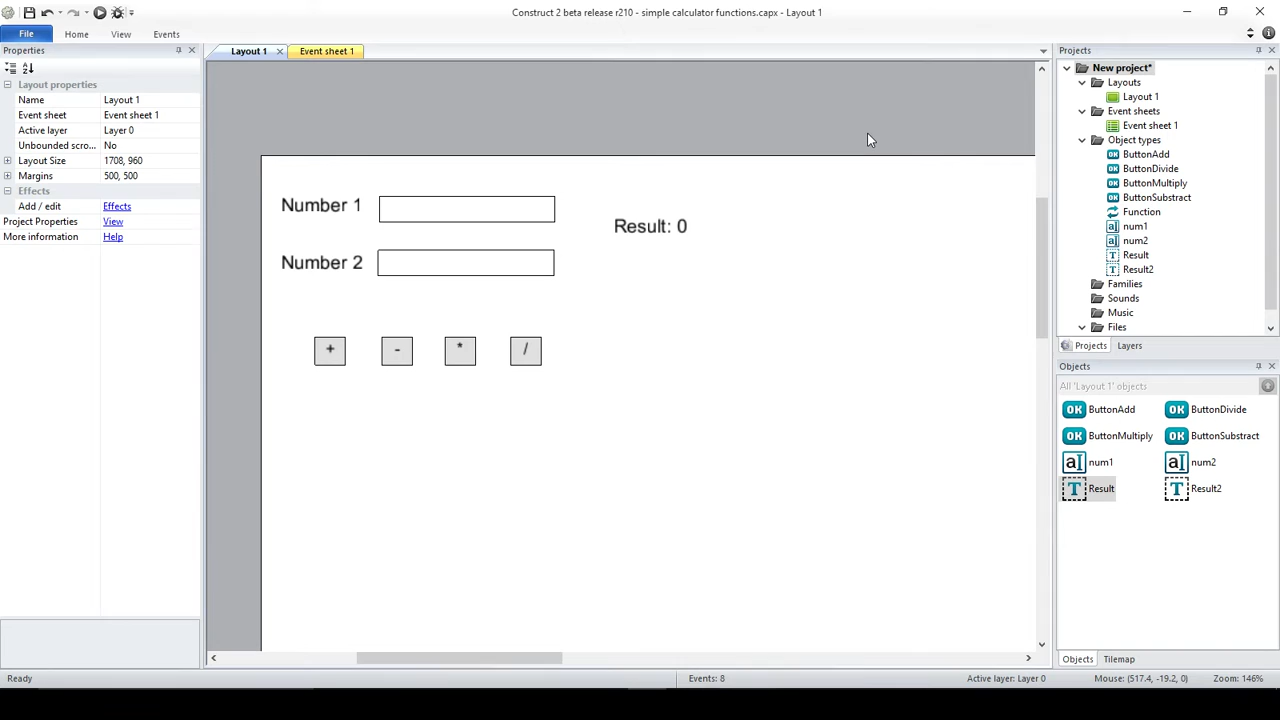 Construct 2 beta release r210 - simple calculator functions.capx - Layout 1
File Home View Events
Properties
Layout properties
Name Layout 1
Event sheet Event sheet 1
Active layer Layer 0
Unbounded scro... No
Layout Size 1708, 960
Margins 500, 500
Effects
Add / edit Effects
Project Properties View
More information Help
Layout 1 Event sheet 1
Number 1
Result: 0
Number 2
+ - * /
Projects
New project*
Layouts
Layout 1
Event sheets
Event sheet 1
Object types
ButtonAdd
ButtonDivide
ButtonMultiply
ButtonSubstract
Function
num1
num2
Result
Result2
Families
Sounds
Music
Files
Projects Layers
Objects
All 'Layout 1' objects
OK ButtonAdd OK ButtonDivide
OK ButtonMultiply OK ButtonSubstract
aI num1 aI num2
T Result T Result2
Objects Tilemap
Ready Events: 8 Active layer: Layer 0 Mouse: (517.4, -19.2, 0) Zoom: 146%